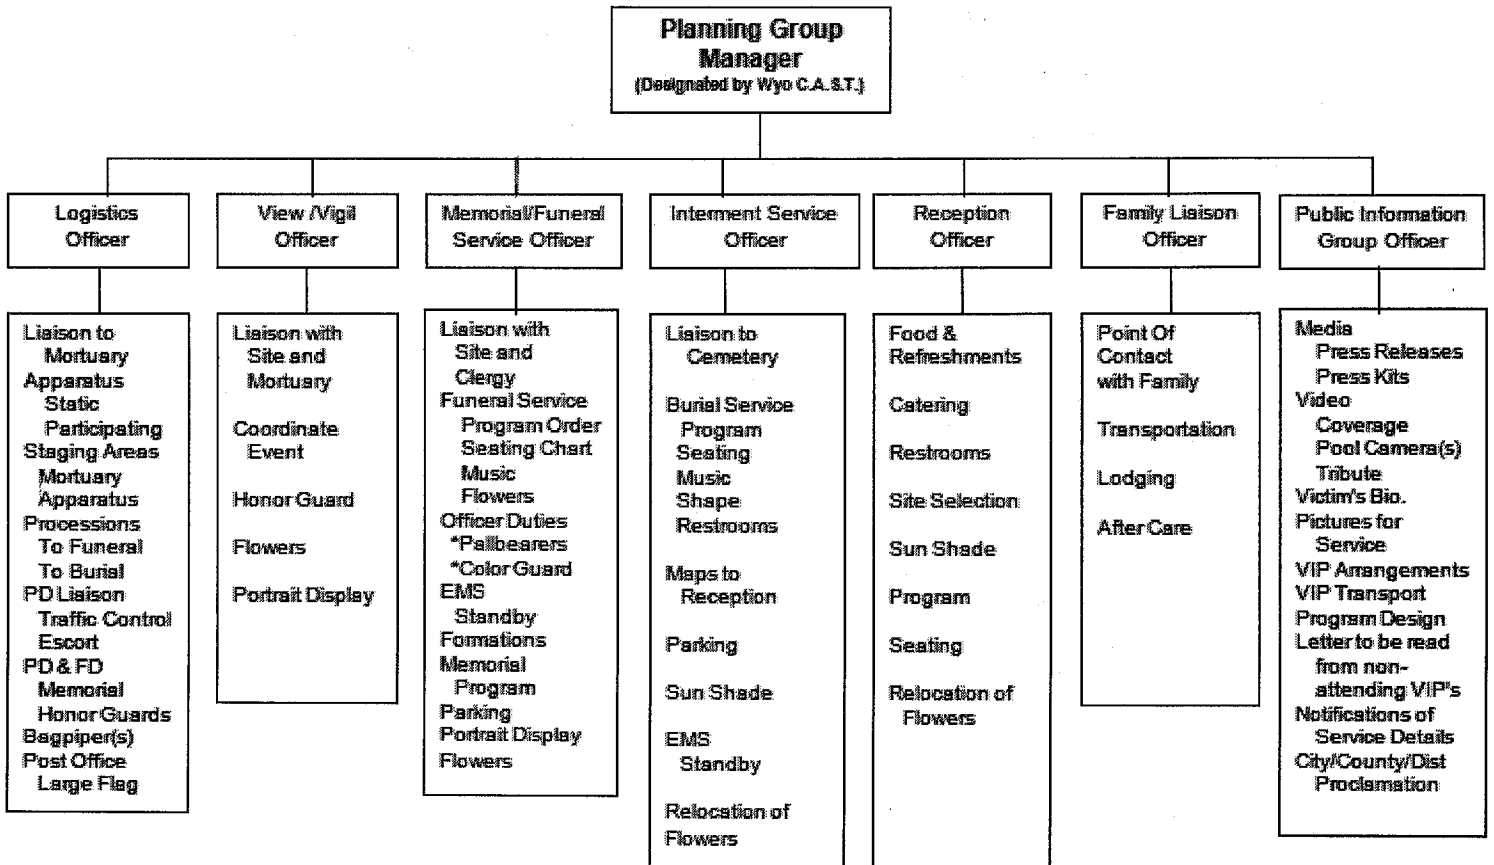 Planning Group
Manager
(Designated by Wyo C.A.S.T.)
Logistics
Officer
View /Vigil
Officer
Memorial/Funeral
Service Officer
Interment Service
Officer
Reception
Officer
Family Liaison
Officer
Public Information
Group Officer
Liaison to
Mortuary
Apparatus
Static
Participating
Staging Areas
Mortuary
Apparatus
Processions
To Funeral
To Burial
PD Liaison
Traffic Control
Escort
PD & FD
Memorial
Honor Guards
Bagpiper(s)
Post Office
Large Flag
Liaison with
Site and
Mortuary
Coordinate
Event
Honor Guard
Flowers
Portrait Display
Liaison with
Site and
Clergy
Funeral Service
Program Order
Seating Chart
Music
Flowers
Officer Duties
*Pallbearers
*Color Guard
EMS
Standby
Formations
Memorial
Program
Parking
Portrait Display
Flowers
Liaison to
Cemetery
Burial Service
Program
Seating
Music
Shape
Restrooms
Maps to
Reception
Parking
Sun Shade
EMS
Standby
Relocation of
Flowers
Food &
Refreshments
Catering
Restrooms
Site Selection
Sun Shade
Program
Seating
Relocation of
Flowers
Point Of
Contact
with Family
Transportation
Lodging
After Care
Media
Press Releases
Press Kits
Video
Coverage
Pool Camera(s)
Tribute
Victim's Bio.
Pictures for
Service
VIP Arrangements
VIP Transport
Program Design
Letter to be read
from non-
attending VIP's
Notifications of
Service Details
City/County/Dist
Proclamation